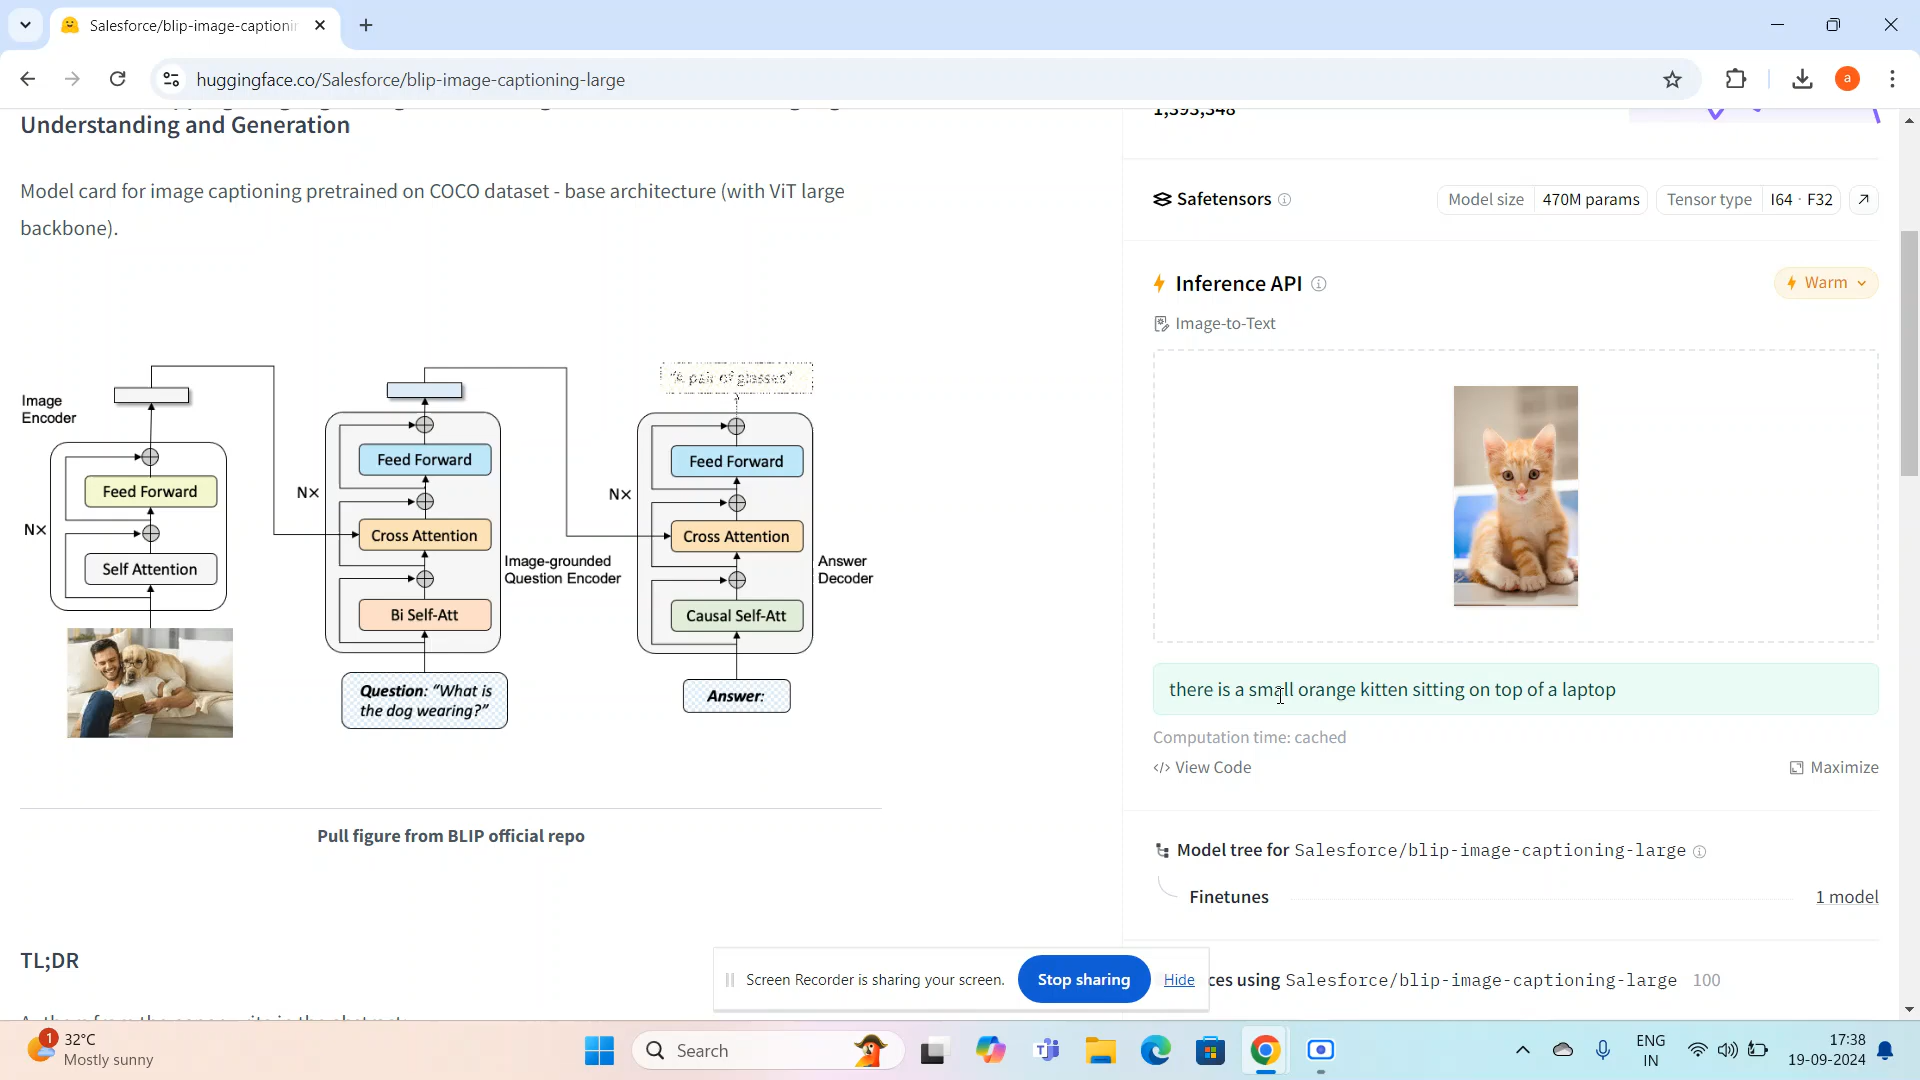 Salesforce/blip-image-captionin
huggingface.co/Salesforce/blip-image-captioning-large
a
Understanding and Generation
Model card for image captioning pretrained on COCO dataset - base architecture (with ViT large
backbone).
Image
Encoder
N×
Feed Forward
Self Attention
N×
Feed Forward
Cross Attention
Bi Self-Att
Image-grounded
Question Encoder
Question: “What is
the dog wearing?”
“A pair of glasses”
N×
Feed Forward
Cross Attention
Causal Self-Att
Answer
Decoder
Answer:
Pull figure from BLIP official repo
TL;DR
1,393,348
Safetensors
Model size 470M params
Tensor type I64 · F32
Inference API
Warm
Image-to-Text
there is a small orange kitten sitting on top of a laptop
Computation time: cached
</> View Code
Maximize
Model tree for Salesforce/blip-image-captioning-large
Finetunes
1 model
ces using Salesforce/blip-image-captioning-large 100
Screen Recorder is sharing your screen.
Stop sharing
Hide
1
32°C
Mostly sunny
Search
ENG
IN
17:38
19-09-2024